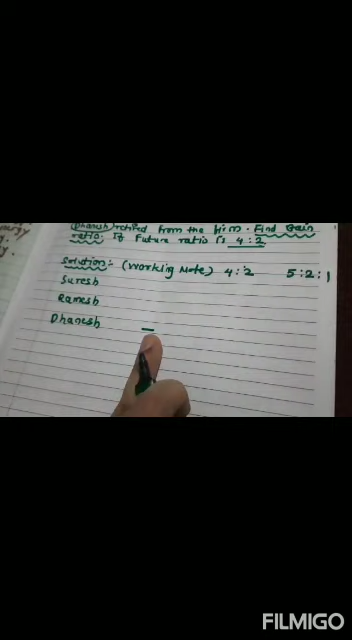 Dhanesh retired from the firm. Find Gain
ratio. If Future ratio is 4:2
Solution:- (Working Note) 4:2 5:2:1
Suresh
Ramesh
Dhanesh –
FILMIGO